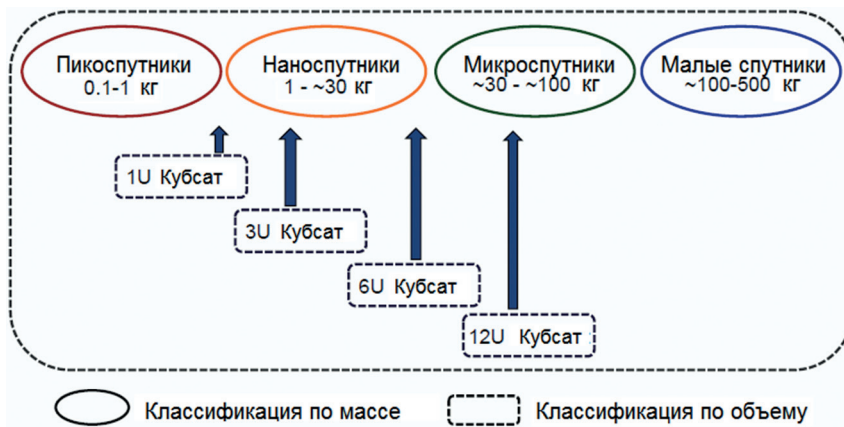 Пикоспутники
0.1-1 кг
Наноспутники
1 - ~30 кг
Микроспутники
~30 - ~100 кг
Малые спутники
~100-500 кг
1U Кубсат
3U Кубсат
6U Кубсат
12U Кубсат
Классификация по массе
Классификация по объему